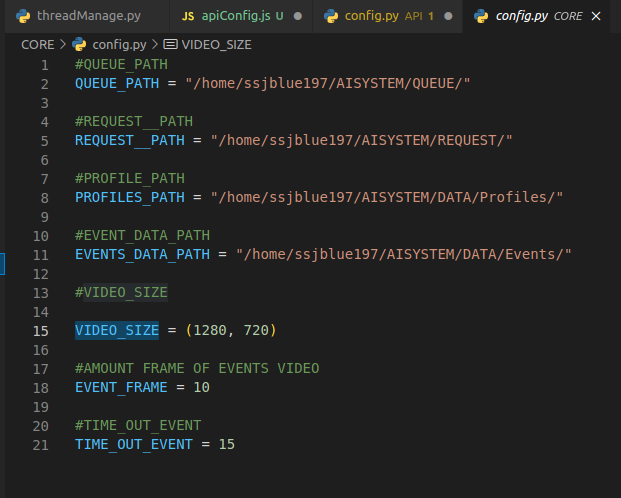 threadManage.py
JS apiConfig.js U
config.py API 1
config.py CORE
CORE > config.py > VIDEO_SIZE
1 #QUEUE_PATH
2 QUEUE_PATH = "/home/ssjblue197/AISYSTEM/QUEUE/"
3
4 #REQUEST__PATH
5 REQUEST__PATH = "/home/ssjblue197/AISYSTEM/REQUEST/"
6
7 #PROFILE_PATH
8 PROFILES_PATH = "/home/ssjblue197/AISYSTEM/DATA/Profiles/"
9
10 #EVENT_DATA_PATH
11 EVENTS_DATA_PATH = "/home/ssjblue197/AISYSTEM/DATA/Events/"
12
13 #VIDEO_SIZE
14
15 VIDEO_SIZE = (1280, 720)
16
17 #AMOUNT FRAME OF EVENTS VIDEO
18 EVENT_FRAME = 10
19
20 #TIME_OUT_EVENT
21 TIME_OUT_EVENT = 15